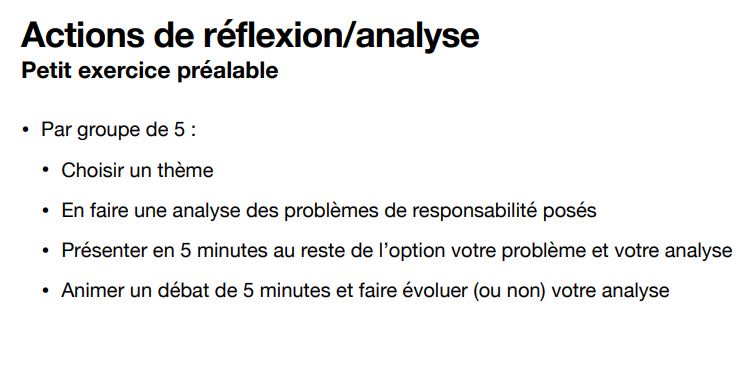 Actions de réflexion/analyse
Petit exercice préalable
• Par groupe de 5 :
• Choisir un thème
• En faire une analyse des problèmes de responsabilité posés
• Présenter en 5 minutes au reste de l’option votre problème et votre analyse
• Animer un débat de 5 minutes et faire évoluer (ou non) votre analyse